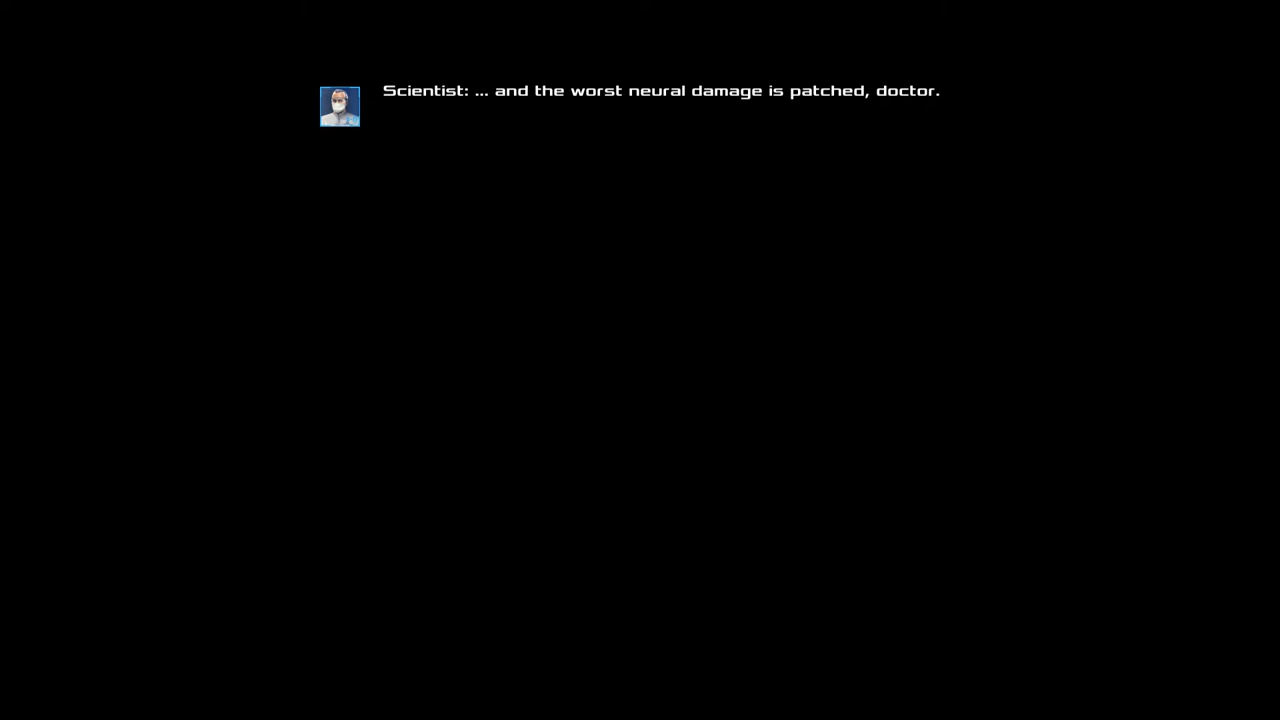 Scientist: ... and the worst neural damage is patched, doctor.